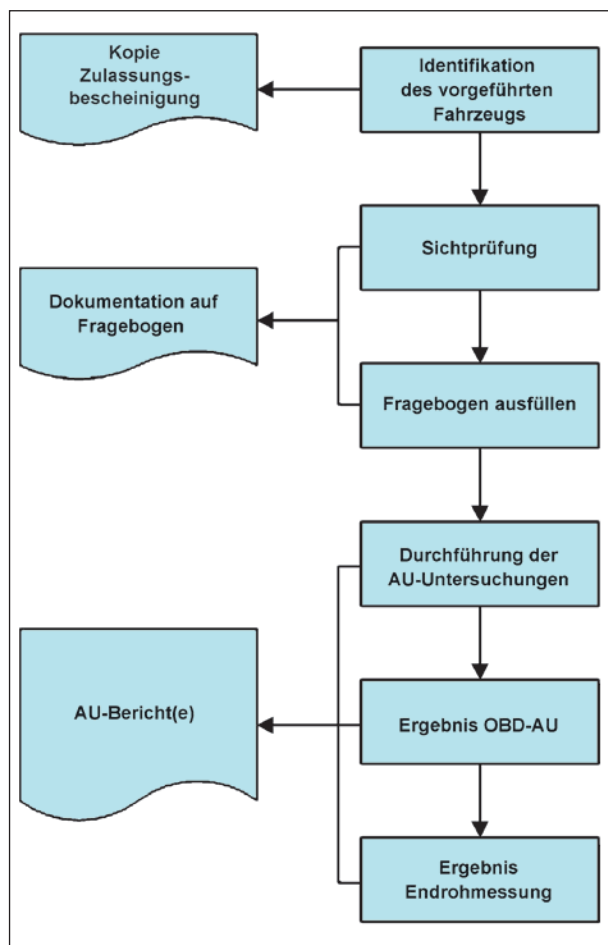 Kopie
Zulassungs-
bescheinigung
Identifikation
des vorgeführten
Fahrzeugs
Sichtprüfung
Dokumentation auf
Fragebogen
Fragebogen ausfüllen
Durchführung der
AU-Untersuchungen
AU-Bericht(e)
Ergebnis OBD-AU
Ergebnis
Endrohmessung